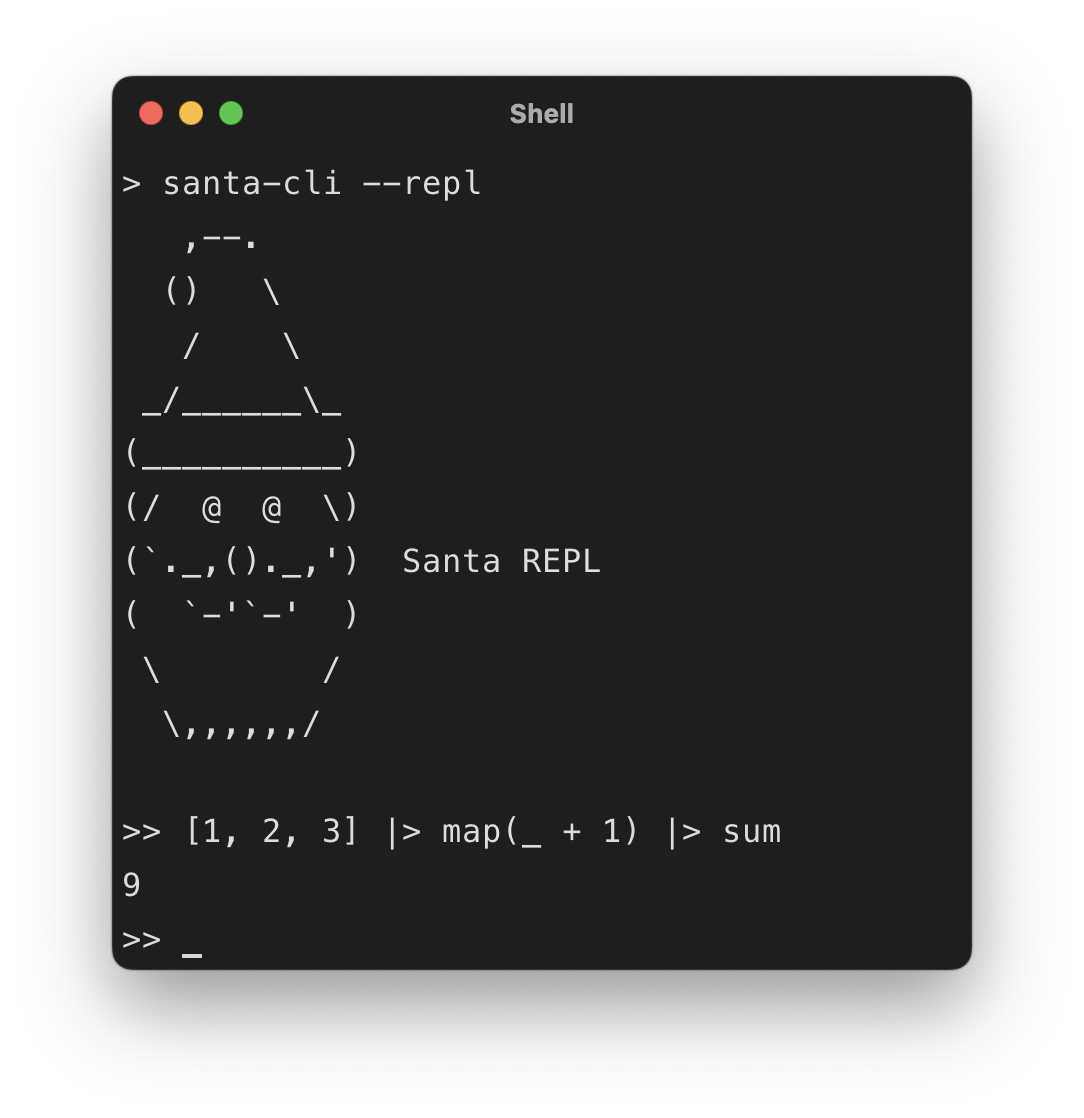 Shell
> santa-cli --repl
   ,--.
  ()   \
   /    \
 _/______\_
(__________)
(/  @  @  \)
(`._,()._,')  Santa REPL
(  `-'`-'  )
 \        /
  \,,,,,,/
>> [1, 2, 3] |> map(_ + 1) |> sum
9
>> _